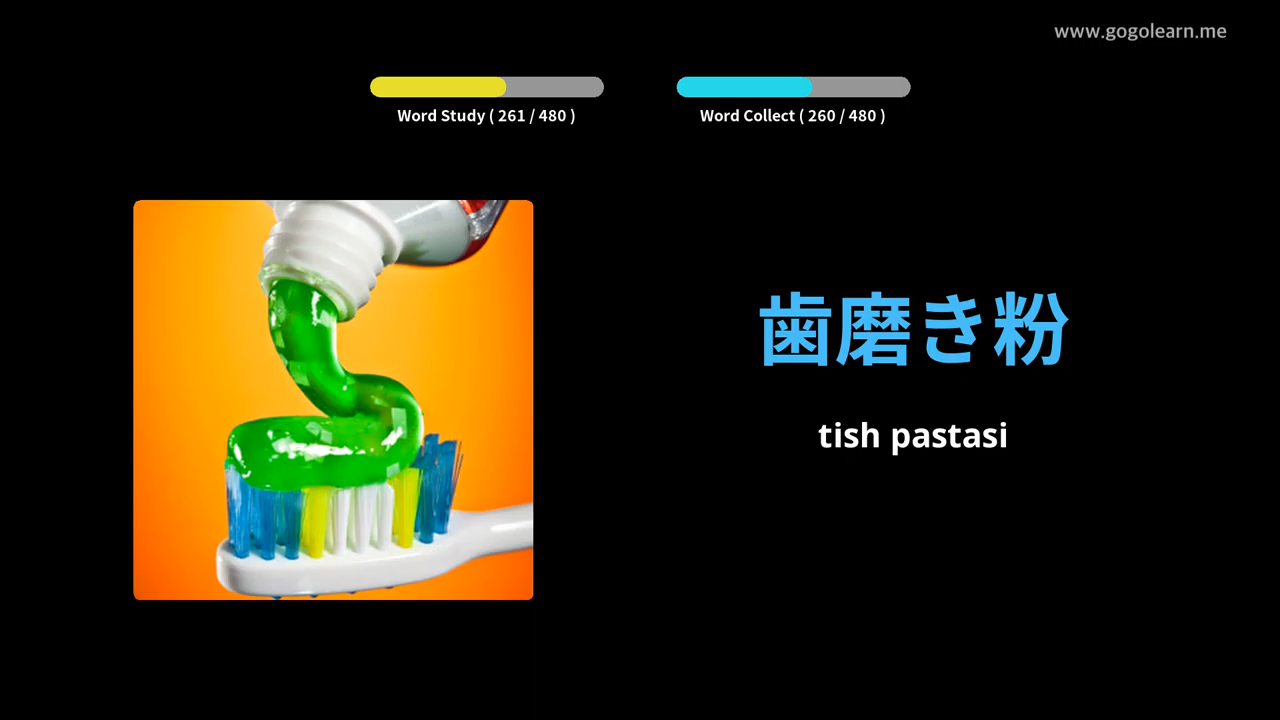 www.gogolearn.me
Word Study ( 261 / 480 )
Word Collect ( 260 / 480 )
歯磨き粉
tish pastasi